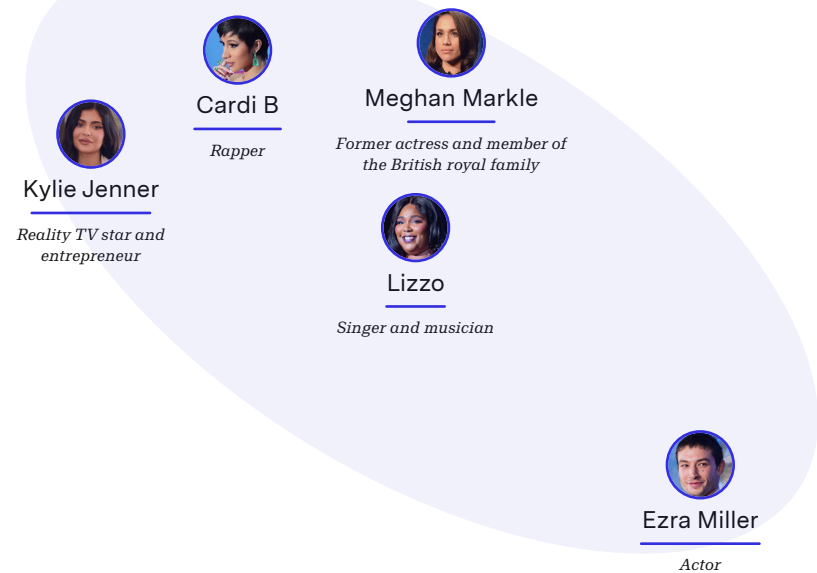 Cardi B
Rapper
Meghan Markle
Former actress and member of
the British royal family
Kylie Jenner
Reality TV star and
entrepreneur
Lizzo
Singer and musician
Ezra Miller
Actor